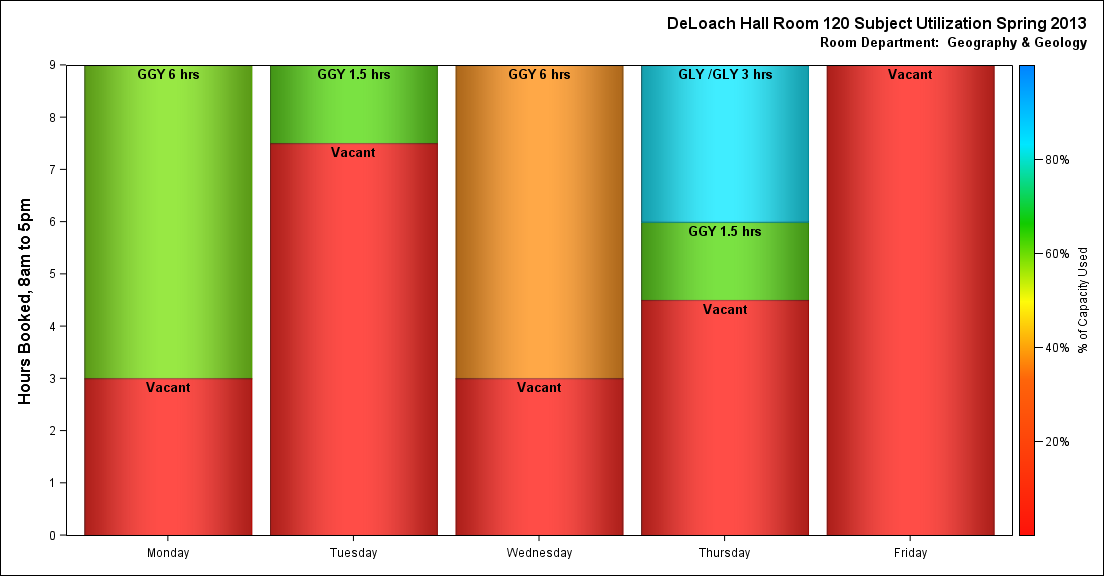 DeLoach Hall Room 120 Subject Utilization Spring 2013
Room Department:  Geography & Geology
Hours Booked, 8am to 5pm
9
8
7
6
5
4
3
2
1
0
GGY 6 hrs
Vacant
GGY 1.5 hrs
Vacant
GGY 6 hrs
Vacant
GLY /GLY 3 hrs
GGY 1.5 hrs
Vacant
Vacant
Monday
Tuesday
Wednesday
Thursday
Friday
80%
60%
40%
20%
% of Capacity Used